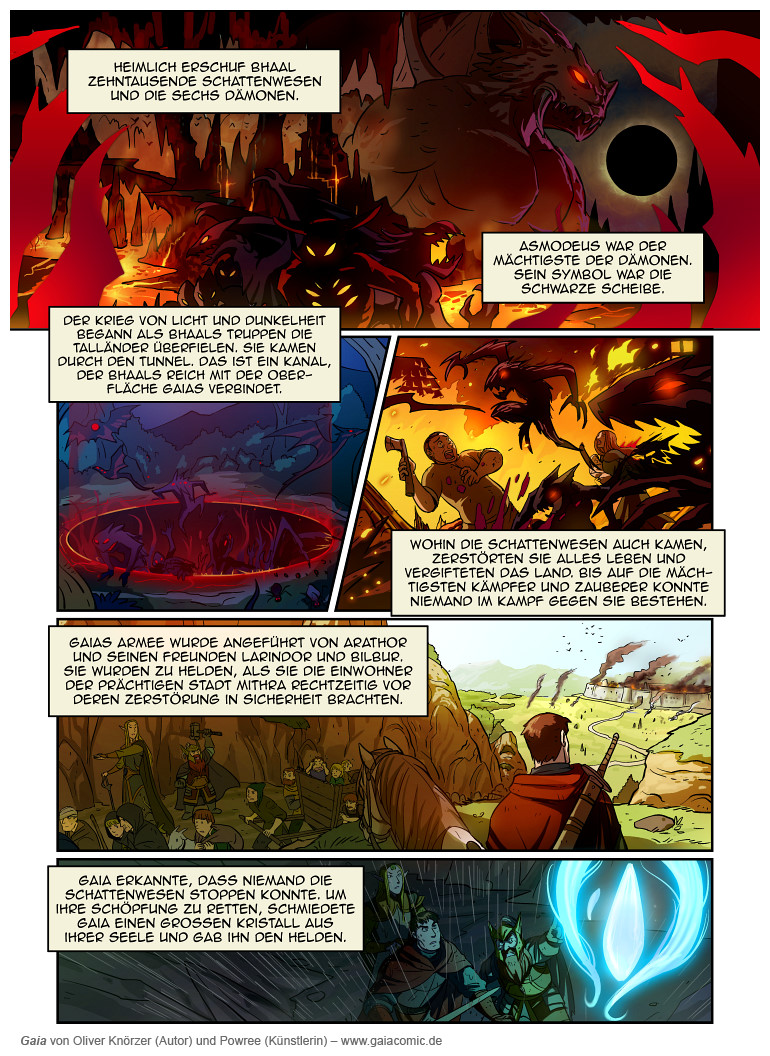 HEIMLICH ERSCHUF BHAAL
ZEHNTAUSENDE SCHATTENWESEN
UND DIE SECHS DÄMONEN.
ASMODEUS WAR DER
MÄCHTIGSTE DER DÄMONEN.
SEIN SYMBOL WAR DIE
SCHWARZE SCHEIBE.
DER KRIEG VON LICHT UND DUNKELHEIT
BEGANN ALS BHAALS TRUPPEN DIE
TALLÄNDER ÜBERFIELEN. SIE KAMEN
DURCH DEN TUNNEL. DAS IST EIN KANAL,
DER BHAALS REICH MIT DER OBER-
FLÄCHE GAIAS VERBINDET.
WOHIN DIE SCHATTENWESEN AUCH KAMEN,
ZERSTÖRTEN SIE ALLES LEBEN UND
VERGIFTETEN DAS LAND. BIS AUF DIE MÄCH-
TIGSTEN KÄMPFER UND ZAUBERER KONNTE
NIEMAND IM KAMPF GEGEN SIE BESTEHEN.
GAIAS ARMEE WURDE ANGEFÜHRT VON ARATHOR
UND SEINEN FREUNDEN LARINDOR UND BILBUR.
SIE WURDEN ZU HELDEN, ALS SIE DIE EINWOHNER
DER PRÄCHTIGEN STADT MITHRA RECHTZEITIG VOR
DEREN ZERSTÖRUNG IN SICHERHEIT BRACHTEN.
GAIA ERKANNTE, DASS NIEMAND DIE
SCHATTENWESEN STOPPEN KONNTE. UM
IHRE SCHÖPFUNG ZU RETTEN, SCHMIEDETE
GAIA EINEN GROSSEN KRISTALL AUS
IHRER SEELE UND GAB IHN DEN HELDEN.
Gaia von Oliver Knörzer (Autor) und Powree (Künstlerin) – www.gaiacomic.de